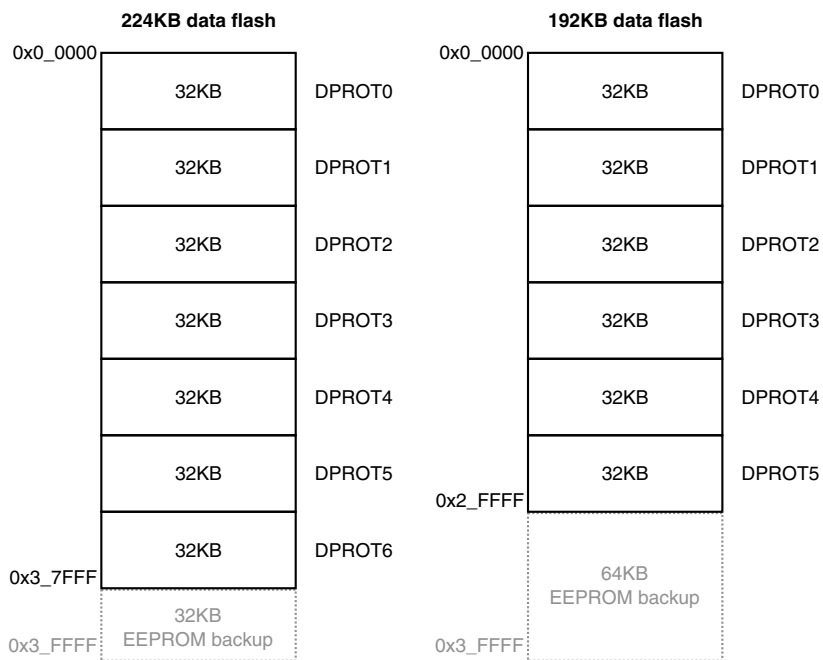 224KB data flash
0x0_0000
32KB
DPROT0
32KB
DPROT1
32KB
DPROT2
32KB
DPROT3
32KB
DPROT4
32KB
DPROT5
32KB
DPROT6
0x3_7FFF
32KB
EEPROM backup
0x3_FFFF
192KB data flash
0x0_0000
32KB
DPROT0
32KB
DPROT1
32KB
DPROT2
32KB
DPROT3
32KB
DPROT4
32KB
DPROT5
0x2_FFFF
64KB
EEPROM backup
0x3_FFFF